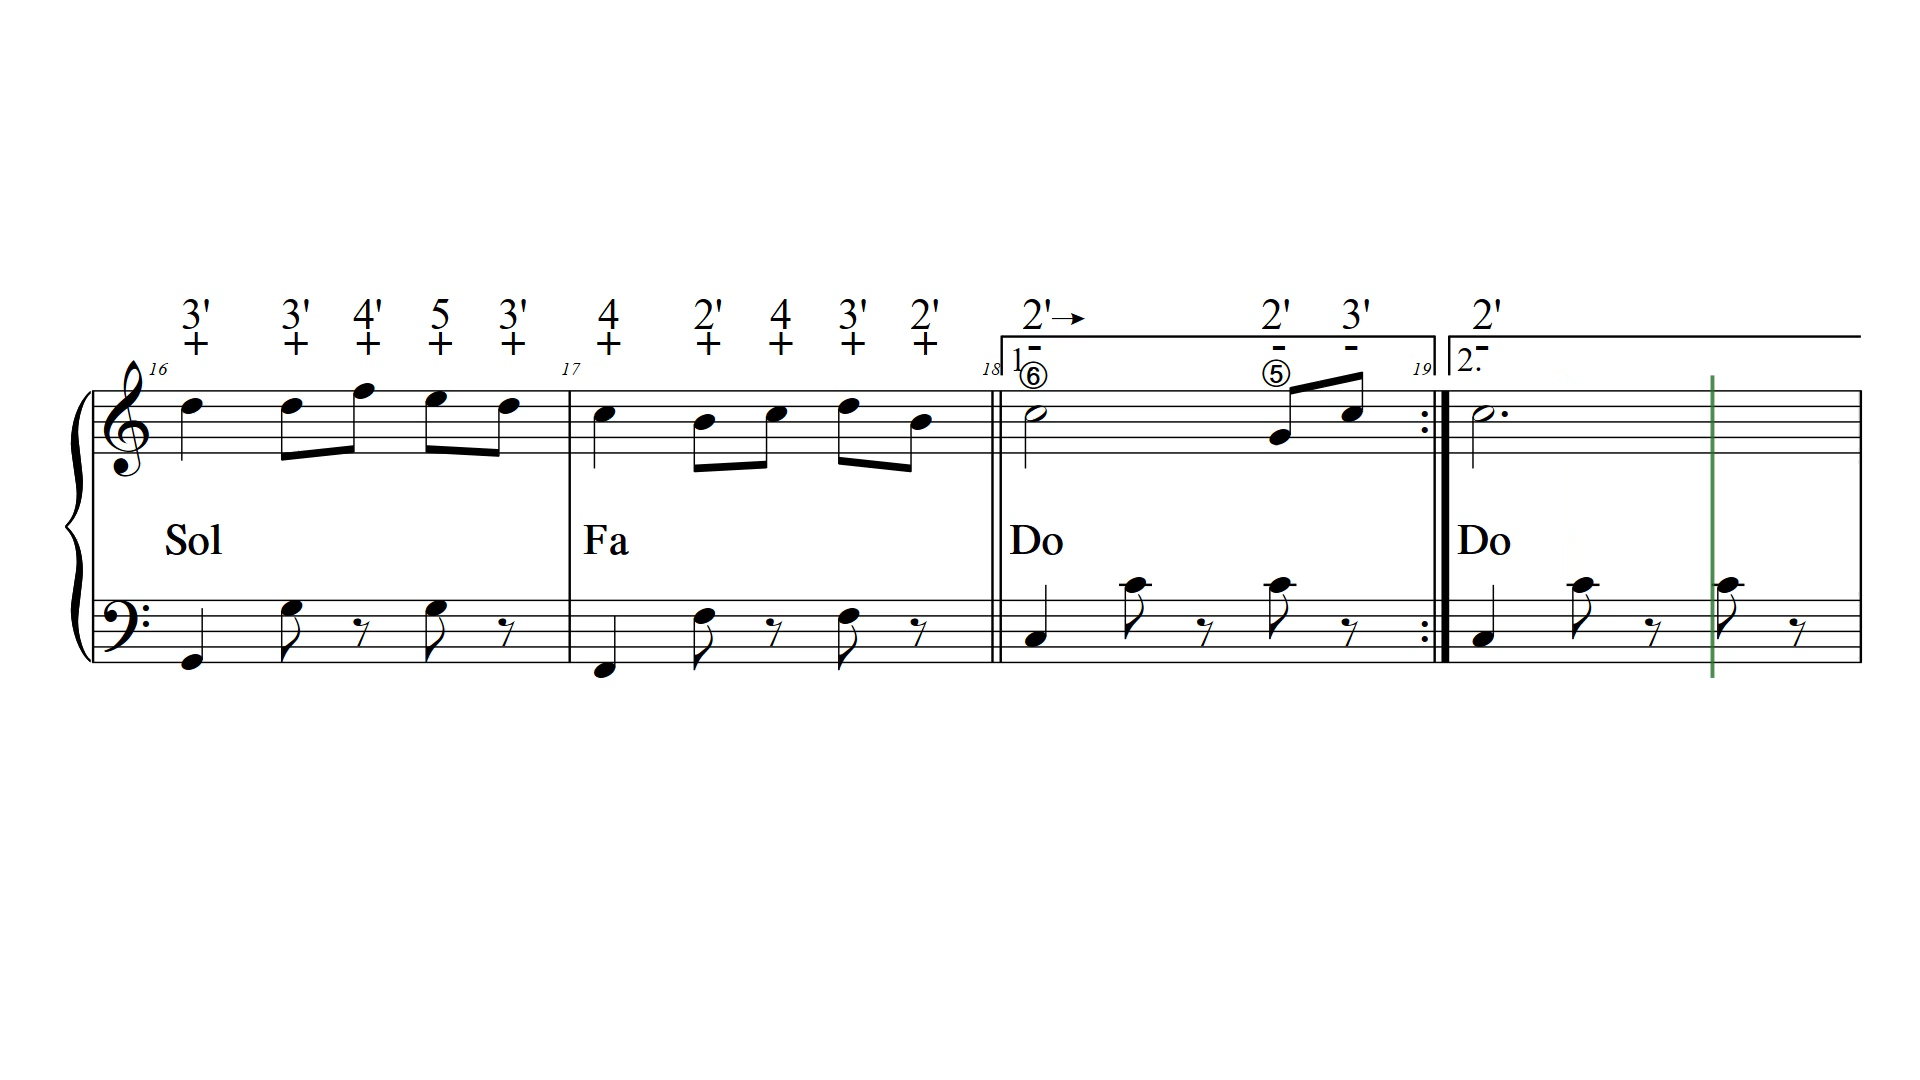 3' 3' 4' 5 3' 4 2' 4 3' 2' 2'→ 2' 3' 2'
+ + + + + + + + + + - - - -
16 17 18 1. ⑥ ⑤ 19 2.
Sol Fa Do Do